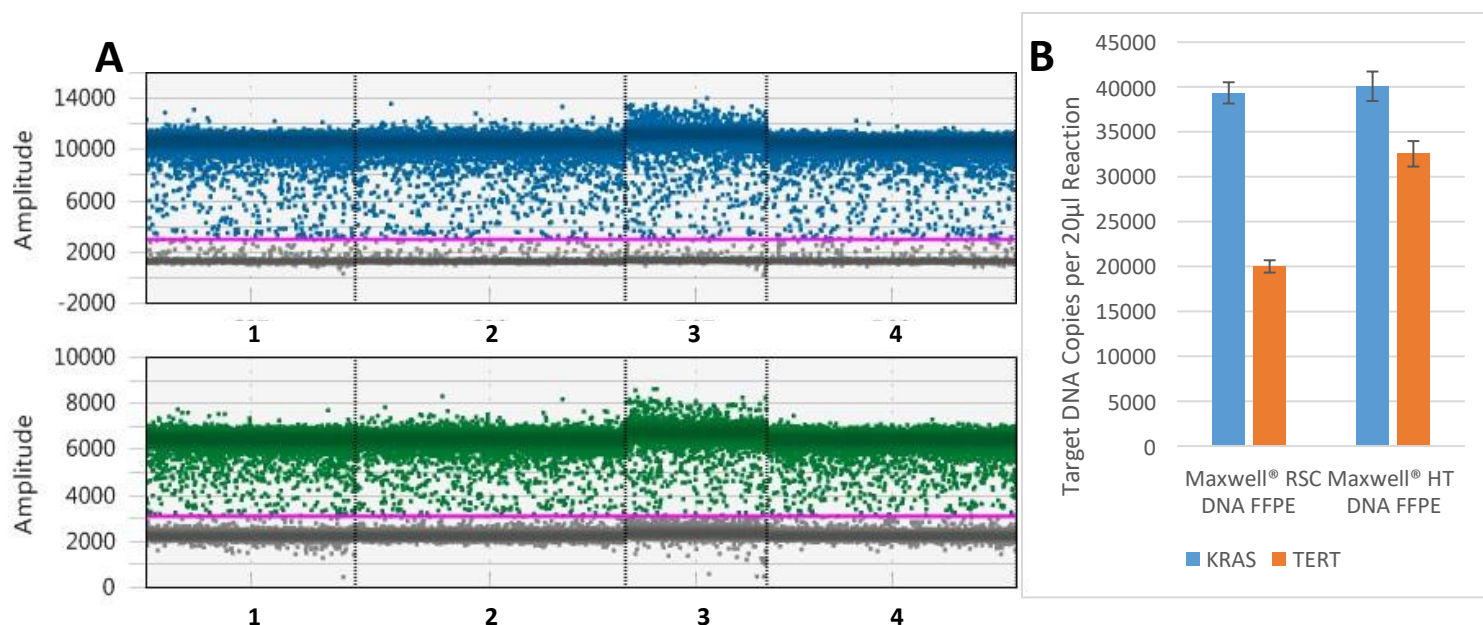 A
Amplitude
14000
10000
6000
2000
-2000
1 2 3 4
Amplitude
10000
8000
6000
4000
2000
0
1 2 3 4
B
Target DNA Copies per 20µl Reaction
45000
40000
35000
30000
25000
20000
15000
10000
5000
0
Maxwell® RSC Maxwell® HT
DNA FFPE DNA FFPE
KRAS TERT